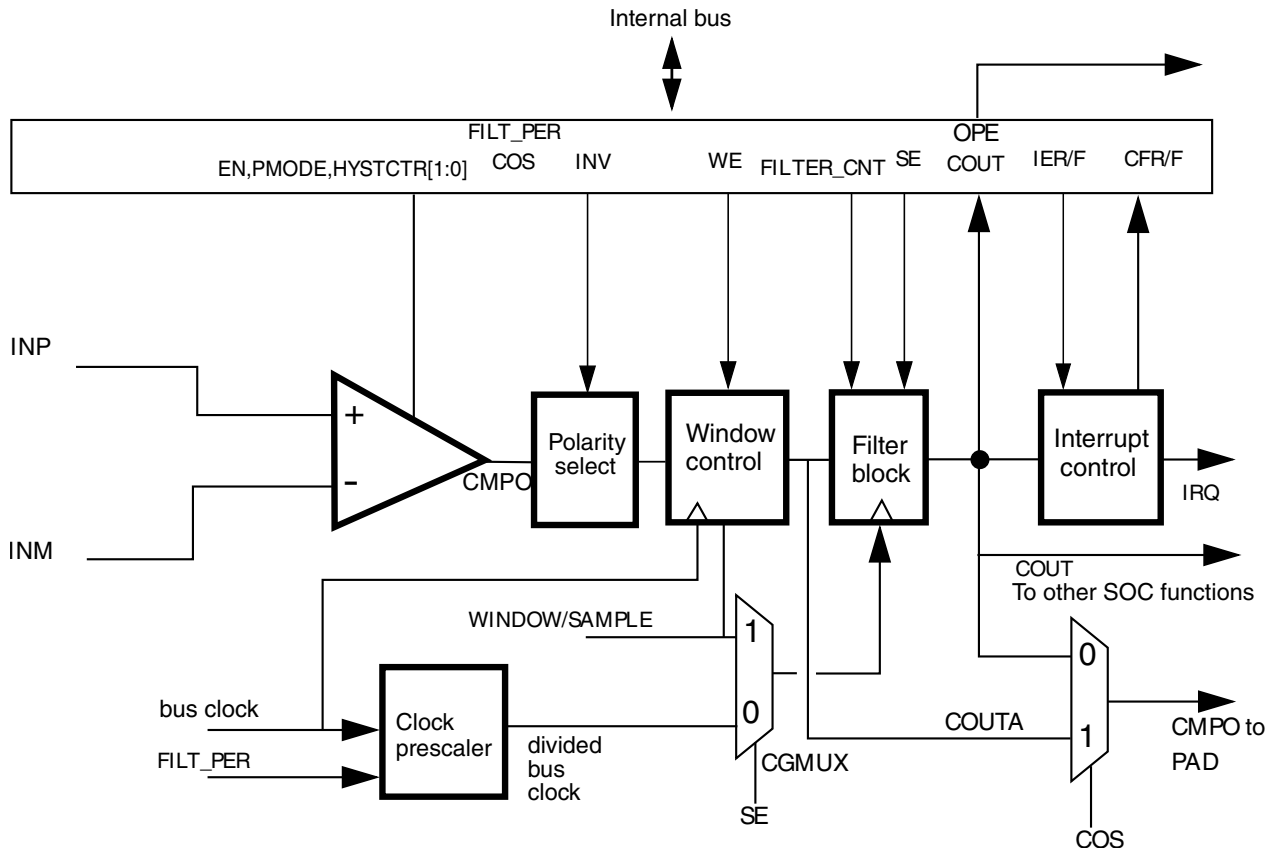 Internal bus
FILT_PER
OPE
EN,PMODE,HYSTCTR[1:0]
COS
INV
WE
FILTER_CNT
SE
COUT
IER/F
CFR/F
INP
+
-
INM
CMPO
Polarity
select
Window
control
Filter
block
Interrupt
control
IRQ
COUT
To other SOC functions
WINDOW/SAMPLE
1
0
CGMUX
SE
bus clock
FILT_PER
Clock
prescaler
divided
bus
clock
COUTA
0
1
CMPO to
PAD
COS